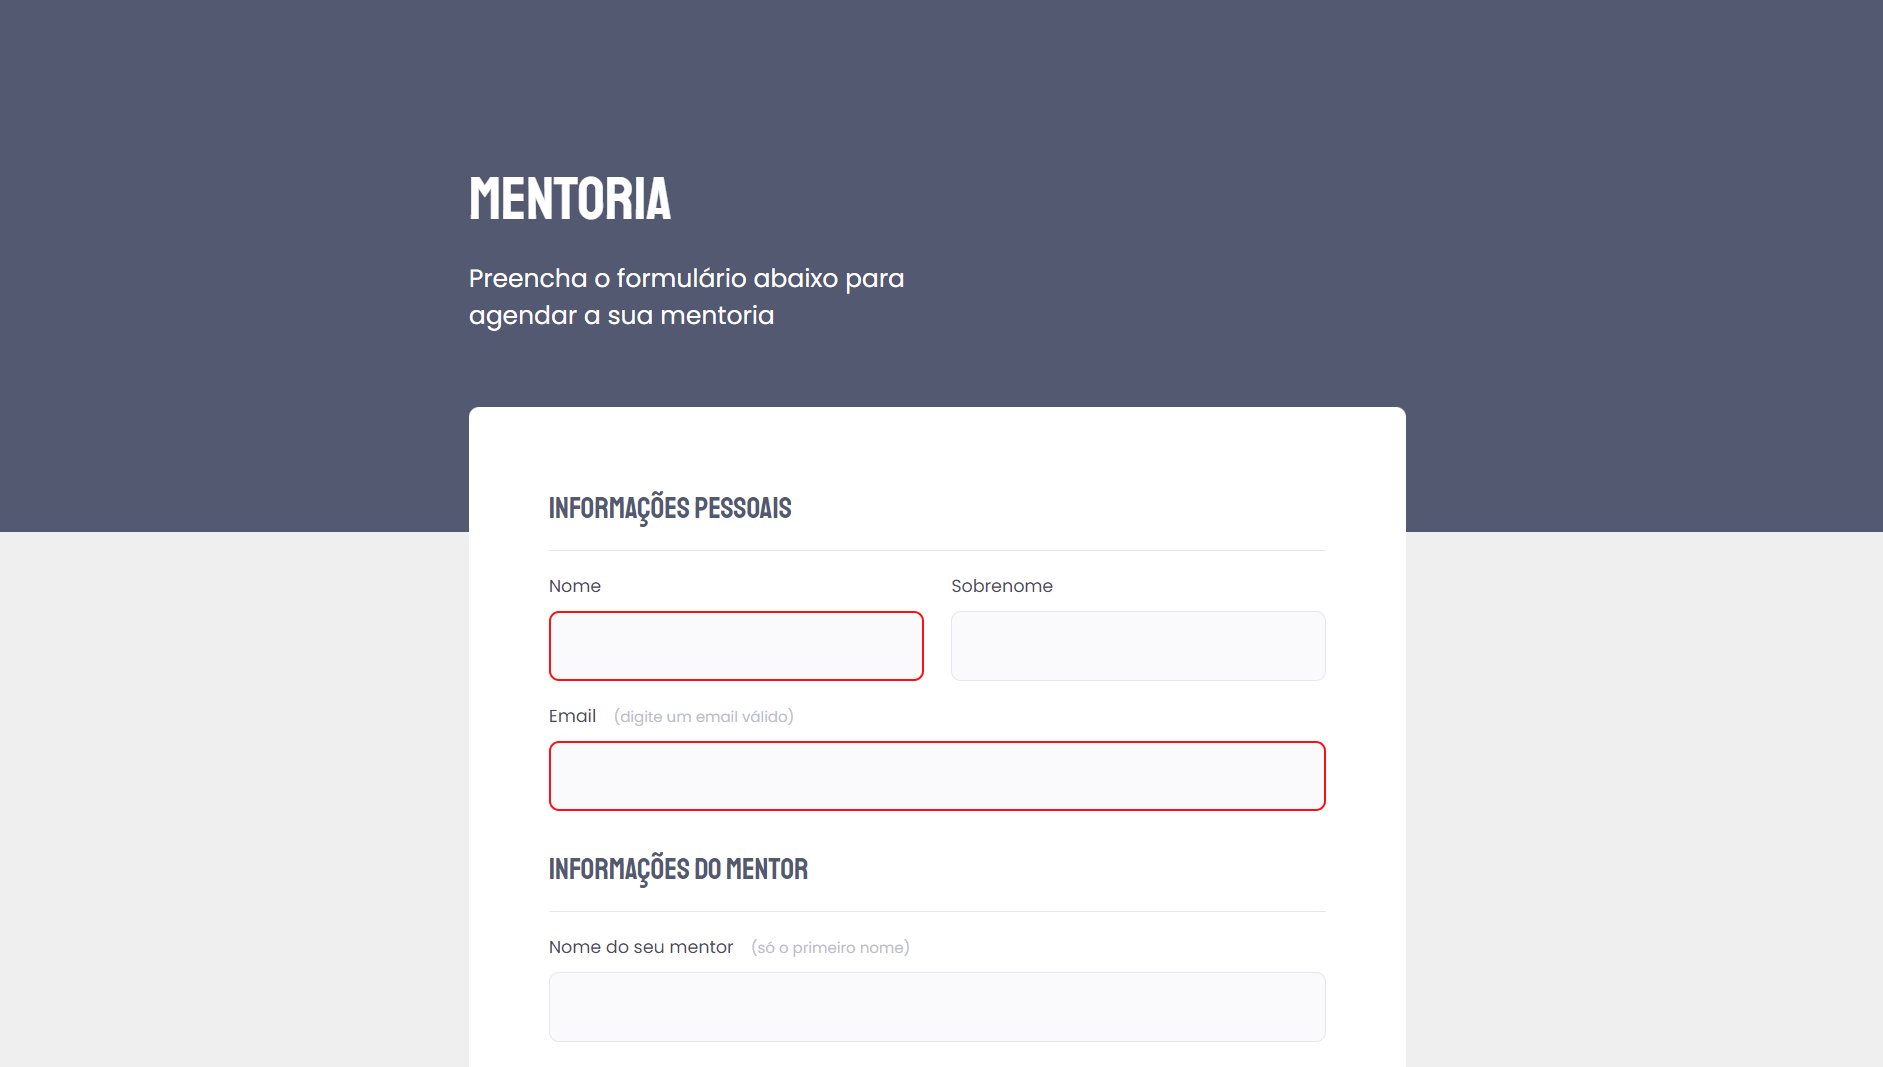 MENTORIA
Preencha o formulário abaixo para
agendar a sua mentoria
INFORMAÇÕES PESSOAIS
Nome
Sobrenome
Email (digite um email válido)
INFORMAÇÕES DO MENTOR
Nome do seu mentor (só o primeiro nome)